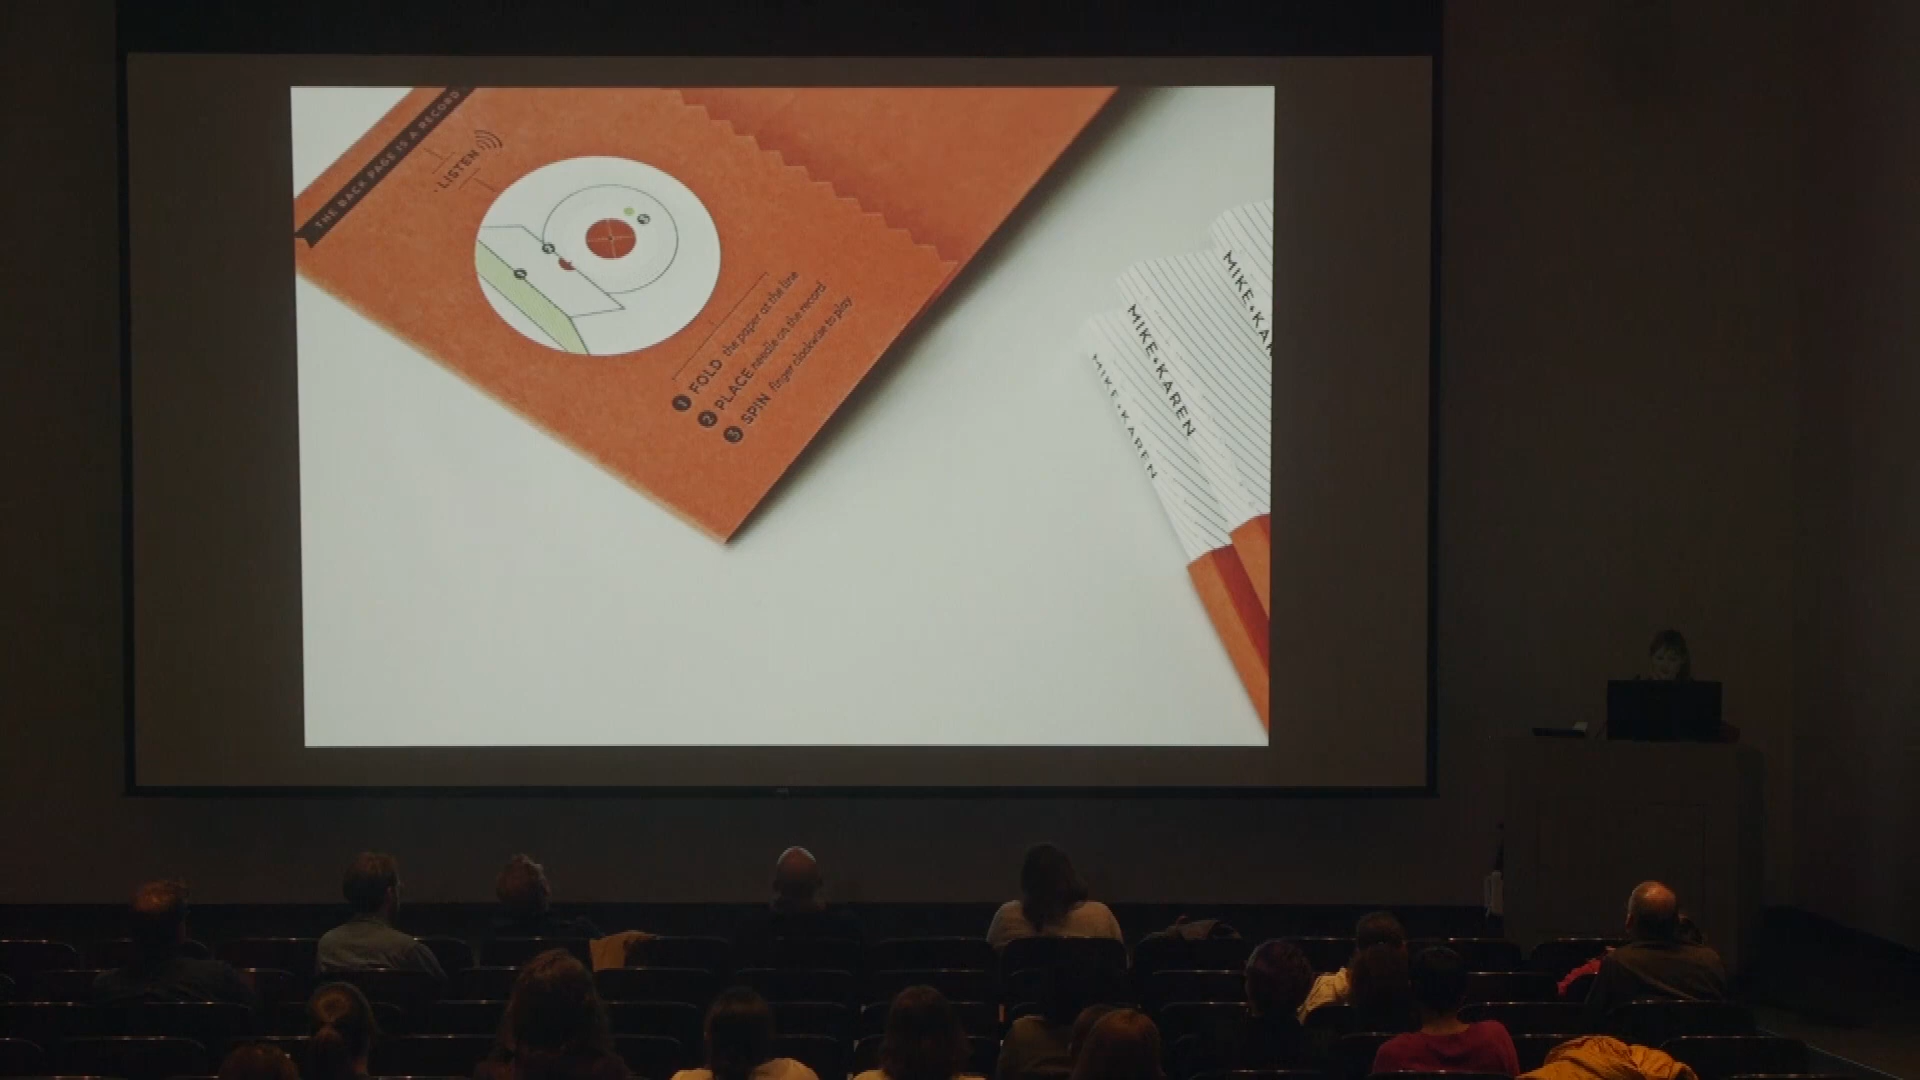 THE BACK PAGE IS A RECORD
· LISTEN
1 FOLD the paper at the line
2 PLACE needle on the record
3 SPIN finger clockwise to play
MIKE+KAREN
MIKE+KAREN
MIKE+KA